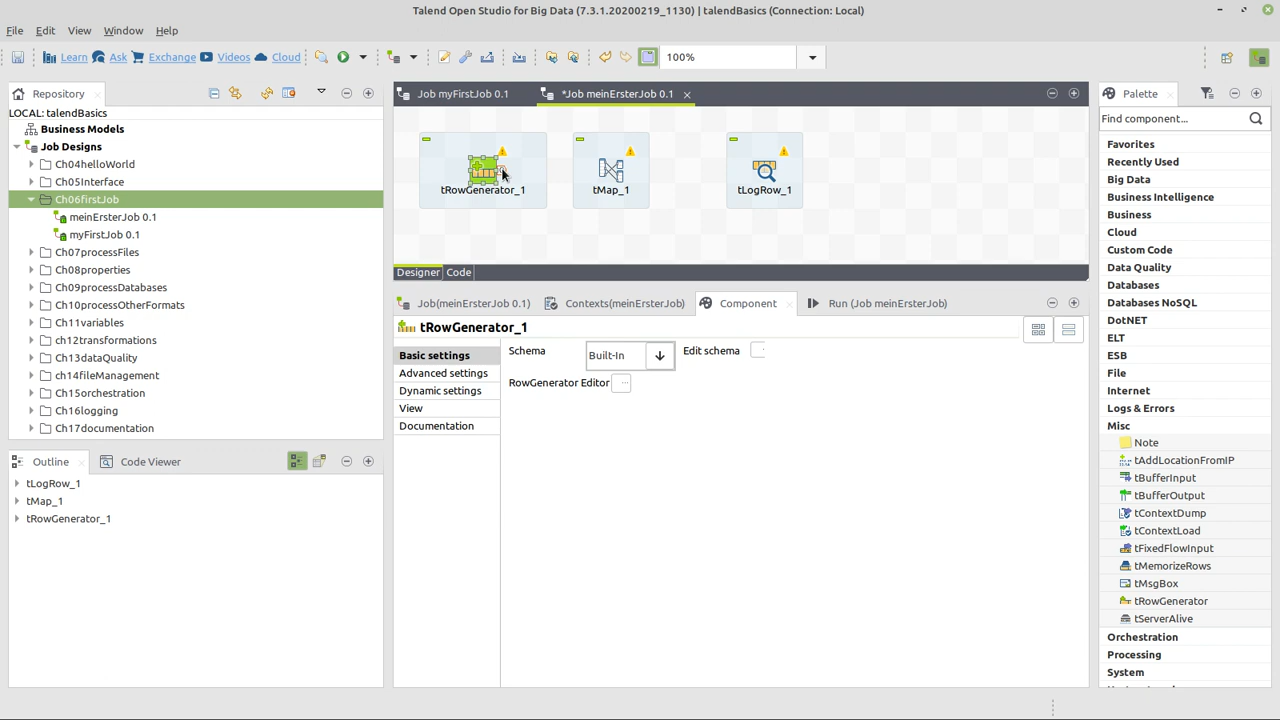 Talend Open Studio for Big Data (7.3.1.20200219_1130) | talendBasics (Connection: Local)
File Edit View Window Help
Learn Ask Exchange Videos Cloud 100%
Repository
LOCAL: talendBasics
Business Models
Job Designs
Ch04helloWorld
Ch05Interface
Ch06firstJob
meinErsterJob 0.1
myFirstJob 0.1
Ch07processFiles
Ch08properties
Ch09processDatabases
Ch10processOtherFormats
Ch11variables
ch12transformations
Ch13dataQuality
ch14fileManagement
Ch15orchestration
Ch16logging
Ch17documentation
Outline Code Viewer
tLogRow_1
tMap_1
tRowGenerator_1
Job myFirstJob 0.1 *Job meinErsterJob 0.1
tRowGenerator_1 tMap_1 tLogRow_1
Designer Code
Job(meinErsterJob 0.1) Contexts(meinErsterJob) Component Run (Job meinErsterJob)
tRowGenerator_1
Basic settings
Advanced settings
Dynamic settings
View
Documentation
Schema Built-In Edit schema
RowGenerator Editor ...
Palette
Find component...
Favorites
Recently Used
Big Data
Business Intelligence
Business
Cloud
Custom Code
Data Quality
Databases
Databases NoSQL
DotNET
ELT
ESB
File
Internet
Logs & Errors
Misc
Note
tAddLocationFromIP
tBufferInput
tBufferOutput
tContextDump
tContextLoad
tFixedFlowInput
tMemorizeRows
tMsgBox
tRowGenerator
tServerAlive
Orchestration
Processing
System